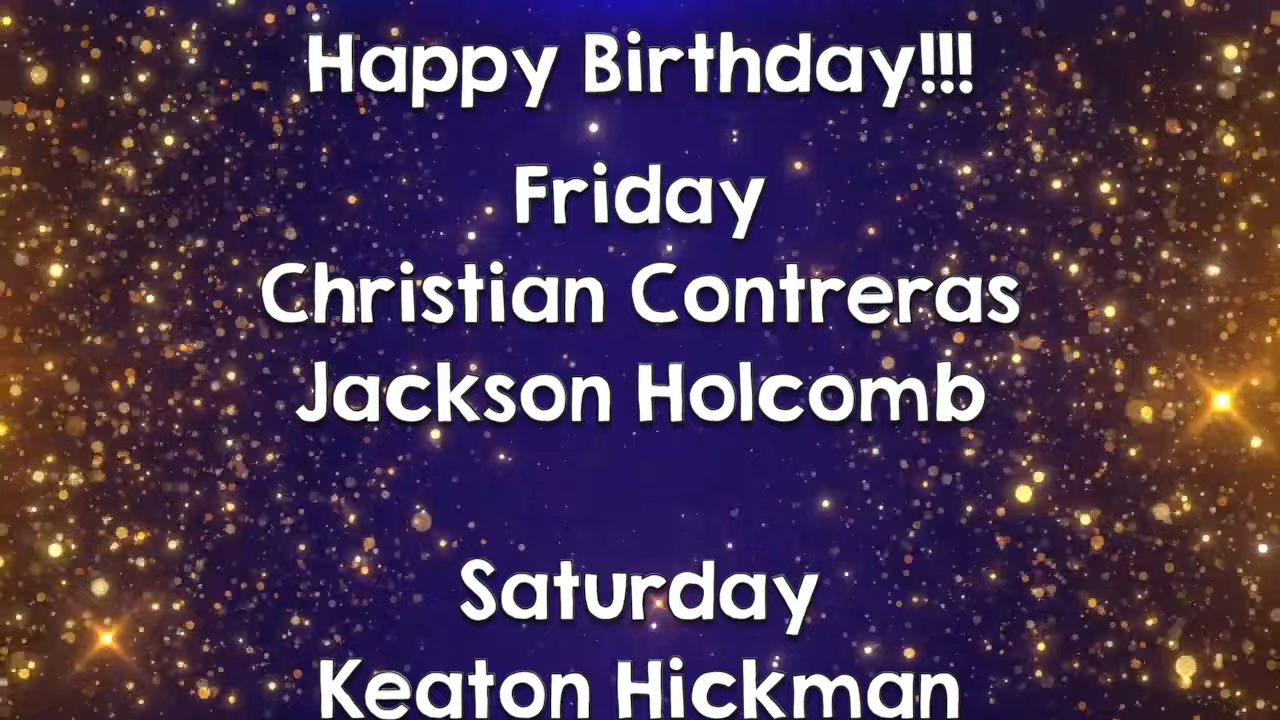 Happy Birthday!!!
Friday
Christian Contreras
Jackson Holcomb
Saturday
Keaton Hickman